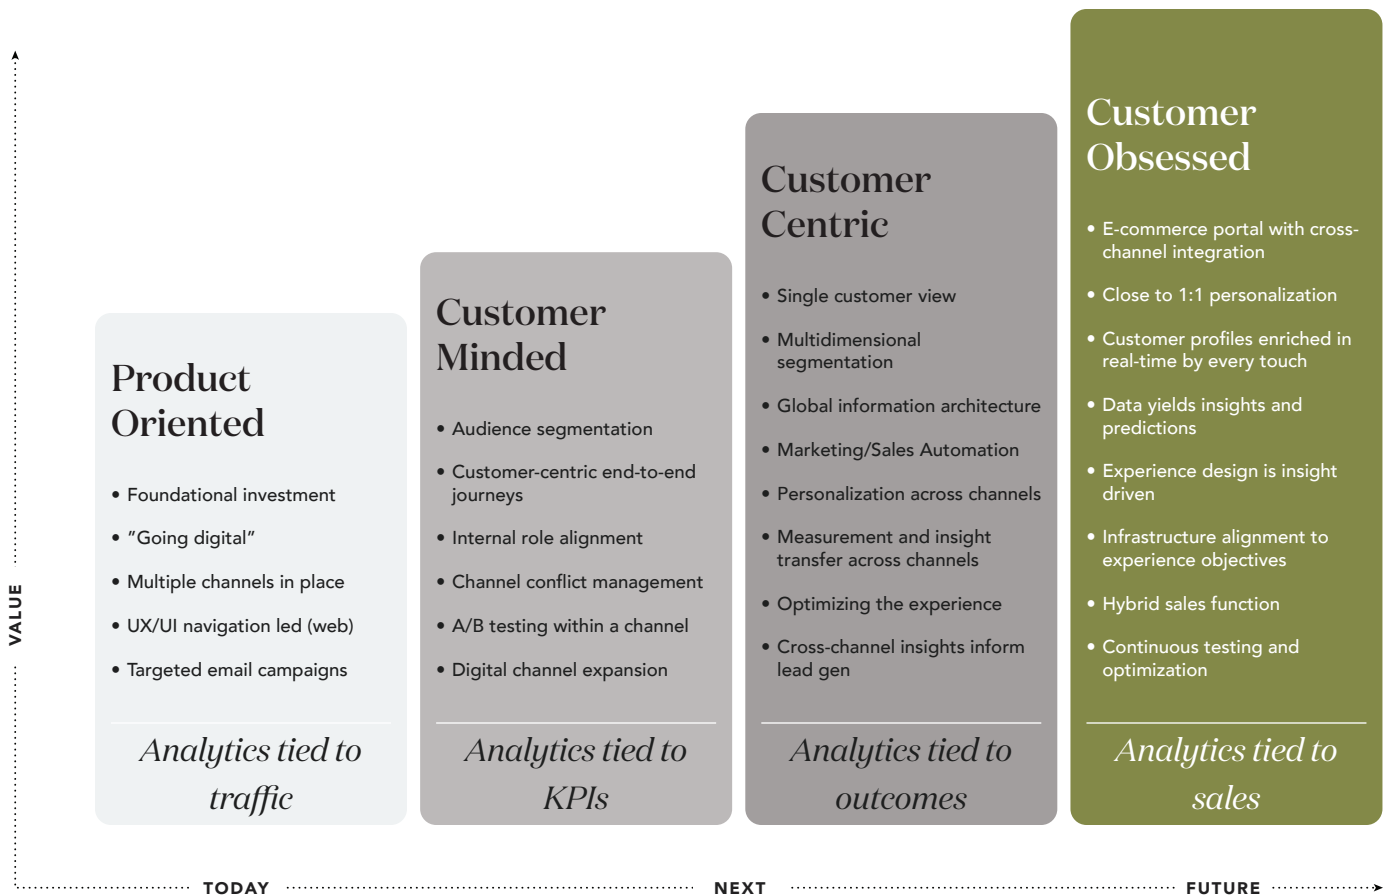 VALUE
Product
Oriented
• Foundational investment
• ”Going digital”
• Multiple channels in place
• UX/UI navigation led (web)
• Targeted email campaigns
Analytics tied to
traffic
Customer
Minded
• Audience segmentation
• Customer-centric end-to-end
journeys
• Internal role alignment
• Channel conflict management
• A/B testing within a channel
• Digital channel expansion
Analytics tied to
KPIs
Customer
Centric
• Single customer view
• Multidimensional
segmentation
• Global information architecture
• Marketing/Sales Automation
• Personalization across channels
• Measurement and insight
transfer across channels
• Optimizing the experience
• Cross-channel insights inform
lead gen
Analytics tied to
outcomes
Customer
Obsessed
• E-commerce portal with cross-
channel integration
• Close to 1:1 personalization
• Customer profiles enriched in
real-time by every touch
• Data yields insights and
predictions
• Experience design is insight
driven
• Infrastructure alignment to
experience objectives
• Hybrid sales function
• Continuous testing and
optimization
Analytics tied to
sales
TODAY
NEXT
FUTURE